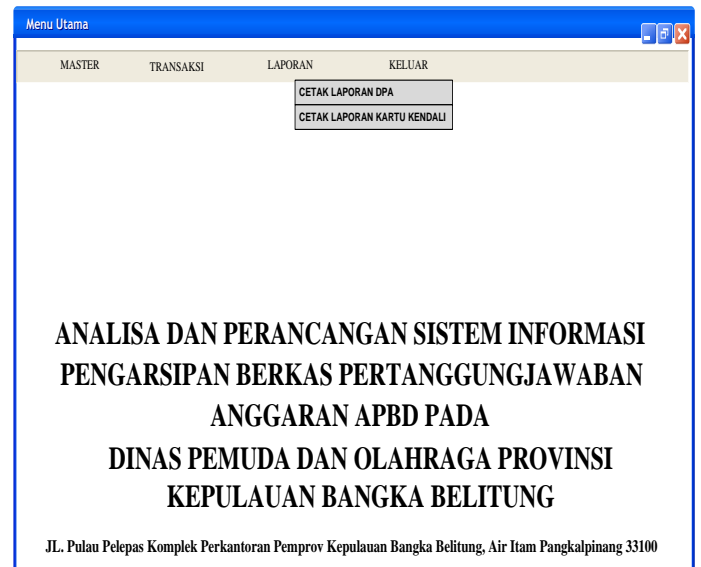 Menu Utama
MASTER TRANSAKSI LAPORAN KELUAR
CETAK LAPORAN DPA
CETAK LAPORAN KARTU KENDALI
ANALISA DAN PERANCANGAN SISTEM INFORMASI
PENGARSIPAN BERKAS PERTANGGUNGJAWABAN
ANGGARAN APBD PADA
DINAS PEMUDA DAN OLAHRAGA PROVINSI
KEPULAUAN BANGKA BELITUNG
JL. Pulau Pelepas Komplek Perkantoran Pemprov Kepulauan Bangka Belitung, Air Itam Pangkalpinang 33100